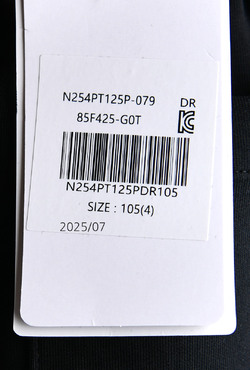 N254PT125P-079 DR
85F425-G0T
N254PT125PDR105
SIZE : 105(4)
2025/07